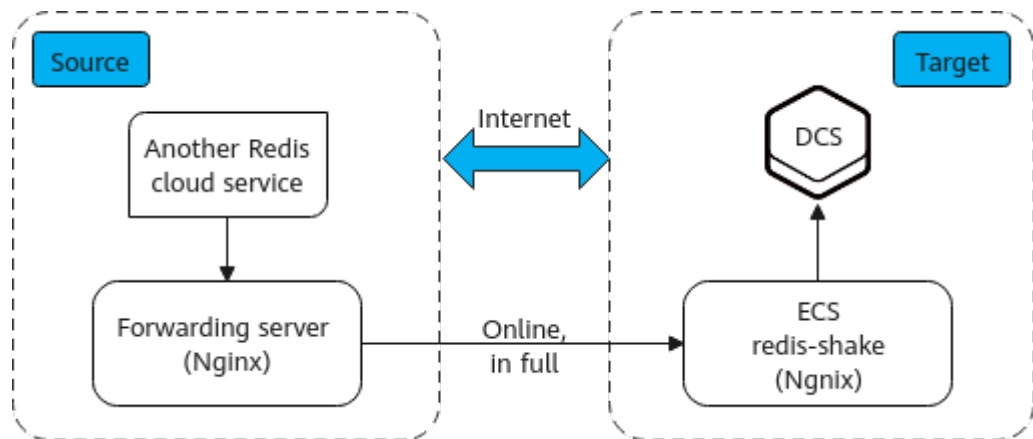 Source
Target
Internet
DCS
Another Redis
cloud service
Forwarding server
(Nginx)
Online,
in full
ECS
redis-shake
(Ngnix)